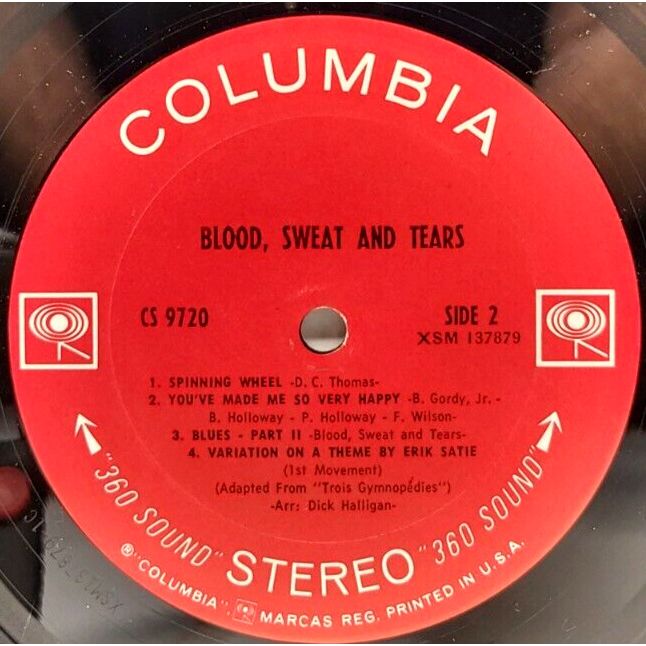 COLUMBIA
BLOOD, SWEAT AND TEARS
CS 9720
SIDE 2
XSM 137879
1. SPINNING WHEEL -D. C. Thomas-
2. YOU'VE MADE ME SO VERY HAPPY -B. Gordy, Jr. -
B. Holloway - P. Holloway - F. Wilson-
3. BLUES - PART II -Blood, Sweat and Tears-
4. VARIATION ON A THEME BY ERIK SATIE
(1st Movement)
(Adapted From "Trois Gymnopédies")
-Arr: Dick Halligan-
"360 SOUND" STEREO "360 SOUND"
® "COLUMBIA", MARCAS REG. PRINTED IN U.S.A.